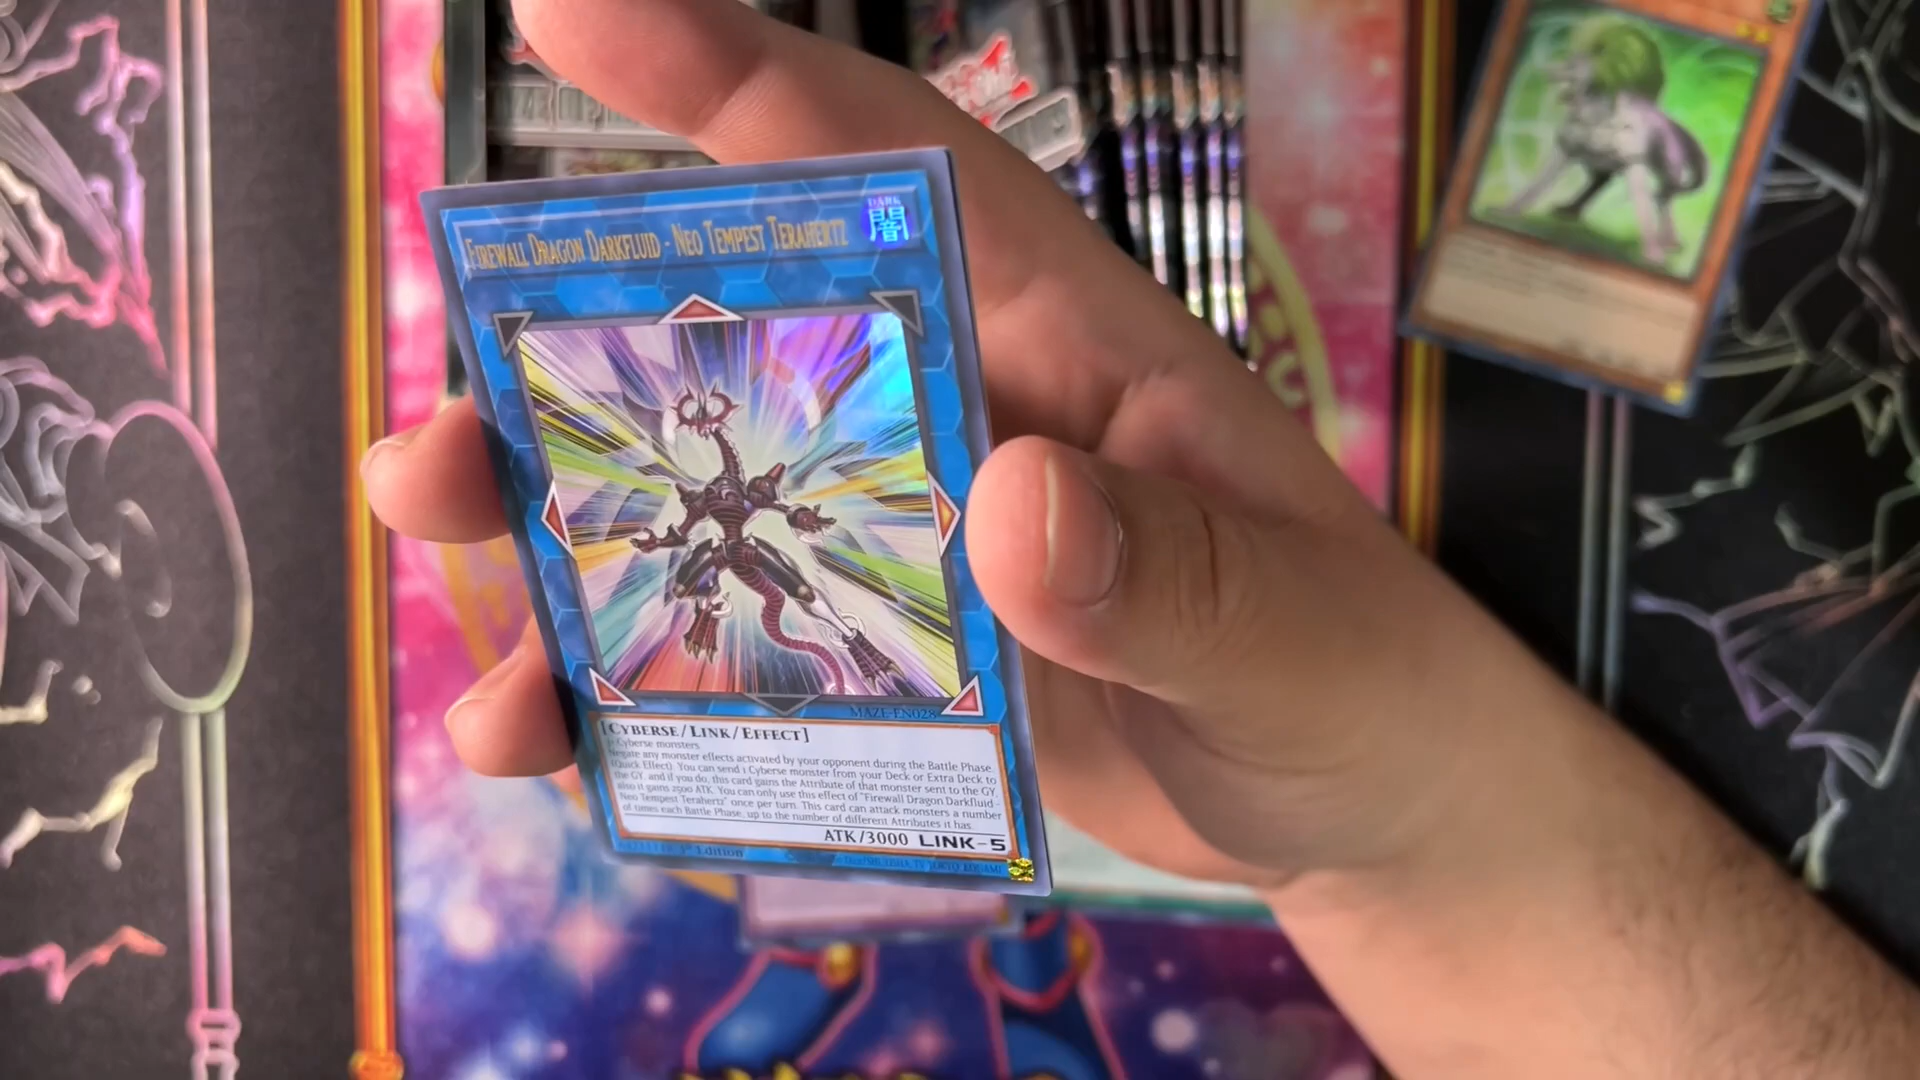 FIREWALL DRAGON DARKFLUID - NEO TEMPEST TERAHERTZ
DARK
闇
MAZE-EN028
[CYBERSE/LINK/EFFECT]
Cyberse monsters
Negate any monster effects activated by your opponent during the Battle Phase.
(Quick Effect): You can send 1 Cyberse monster from your Deck or Extra Deck to
the GY, and if you do, this card gains the Attribute of that monster sent to the GY,
also it gains 2500 ATK. You can only use this effect of "Firewall Dragon Darkfluid -
Neo Tempest Terahertz" once per turn. This card can attack monsters a number
of times each Battle Phase, up to the number of different Attributes it has.
ATK/3000 LINK-5
1st Edition